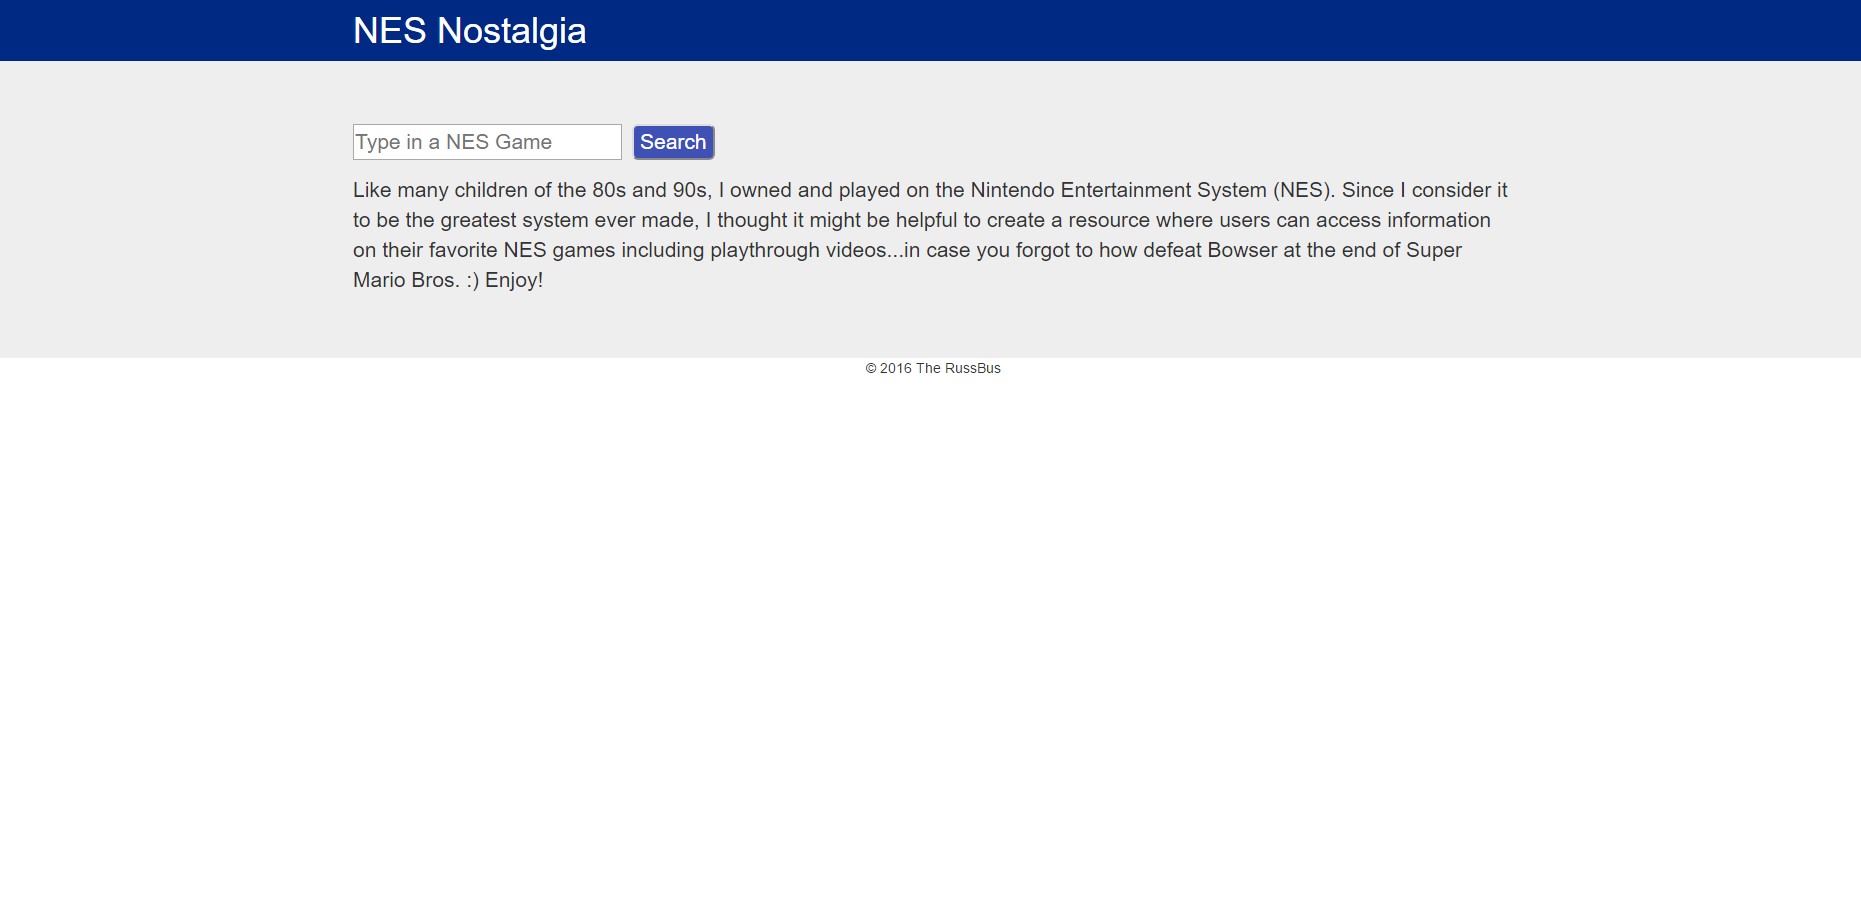 NES Nostalgia
Type in a NES Game
Search
Like many children of the 80s and 90s, I owned and played on the Nintendo Entertainment System (NES). Since I consider it
to be the greatest system ever made, I thought it might be helpful to create a resource where users can access information
on their favorite NES games including playthrough videos...in case you forgot to how defeat Bowser at the end of Super
Mario Bros. :) Enjoy!
© 2016 The RussBus